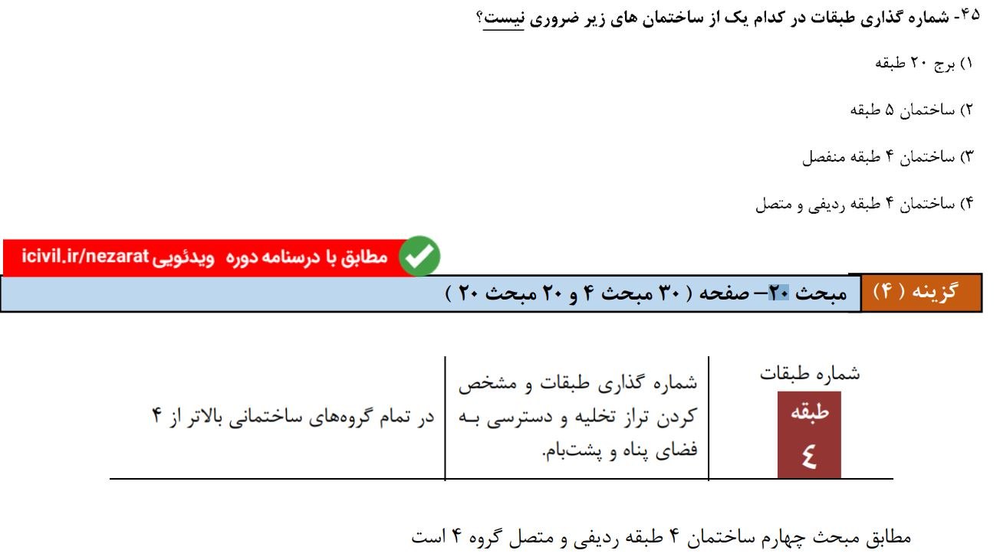 ۴۵- شماره گذاری طبقات در کدام یک از ساختمان های زیر ضروری نیست؟
۱) برج ۲۰ طبقه
۲) ساختمان ۵ طبقه
۳) ساختمان ۴ طبقه منفصل
۴) ساختمان ۴ طبقه ردیفی و متصل
مطابق با درسنامه دوره ویدئویی icivil.ir/nezarat
گزینه ( ۴) مبحث ۲۰– صفحه ( ۳۰ مبحث ۴ و ۲۰ مبحث ۲۰ )
شماره طبقات
طبقه
٤
شماره گذاری طبقات و مشخص
کردن تراز تخلیه و دسترسی به
فضای پناه و پشت‌بام.
در تمام گروه‌های ساختمانی بالاتر از ۴
مطابق مبحث چهارم ساختمان ۴ طبقه ردیفی و متصل گروه ۴ است